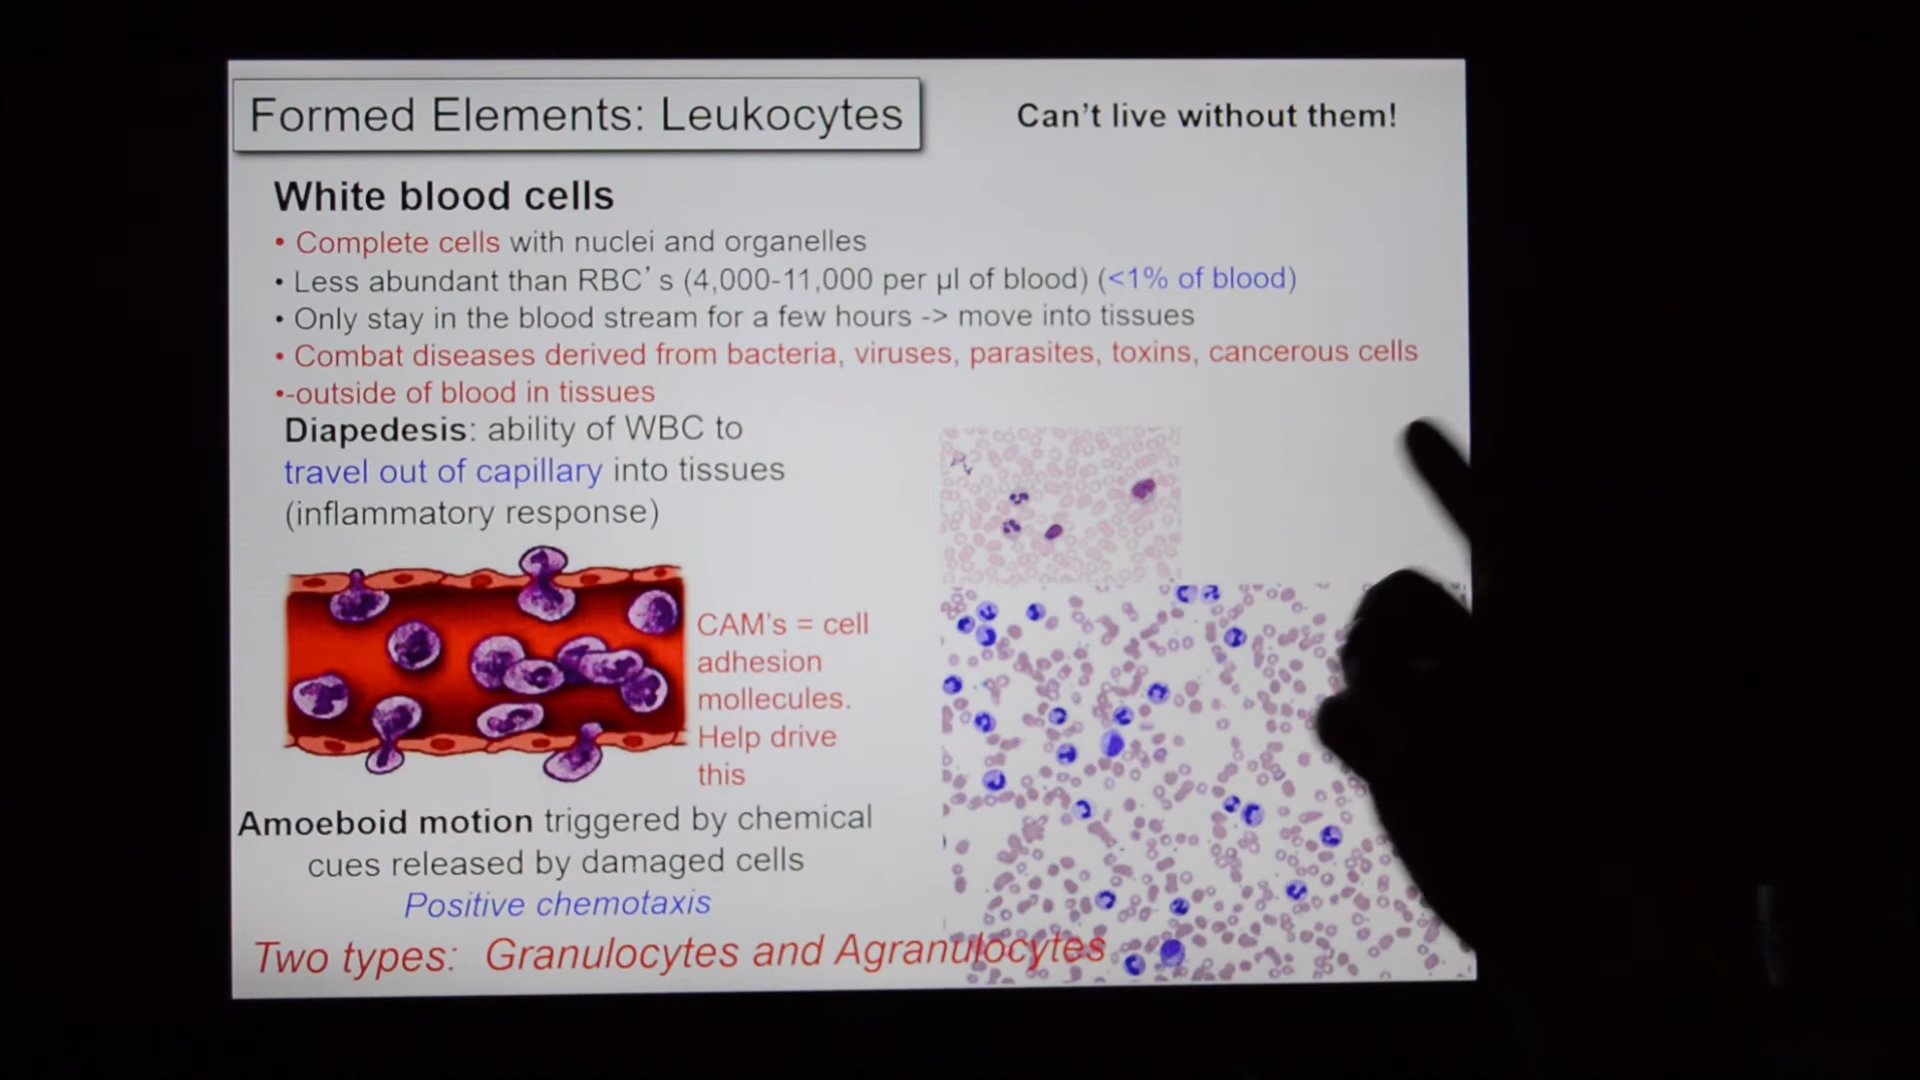 Formed Elements: Leukocytes
Can't live without them!
White blood cells
• Complete cells with nuclei and organelles
• Less abundant than RBC's (4,000-11,000 per µl of blood) (<1% of blood)
• Only stay in the blood stream for a few hours -> move into tissues
• Combat diseases derived from bacteria, viruses, parasites, toxins, cancerous cells
•-outside of blood in tissues
Diapedesis: ability of WBC to
travel out of capillary into tissues
(inflammatory response)
CAM's = cell
adhesion
mollecules.
Help drive
this
Amoeboid motion triggered by chemical
cues released by damaged cells
Positive chemotaxis
Two types: Granulocytes and Agranulocytes